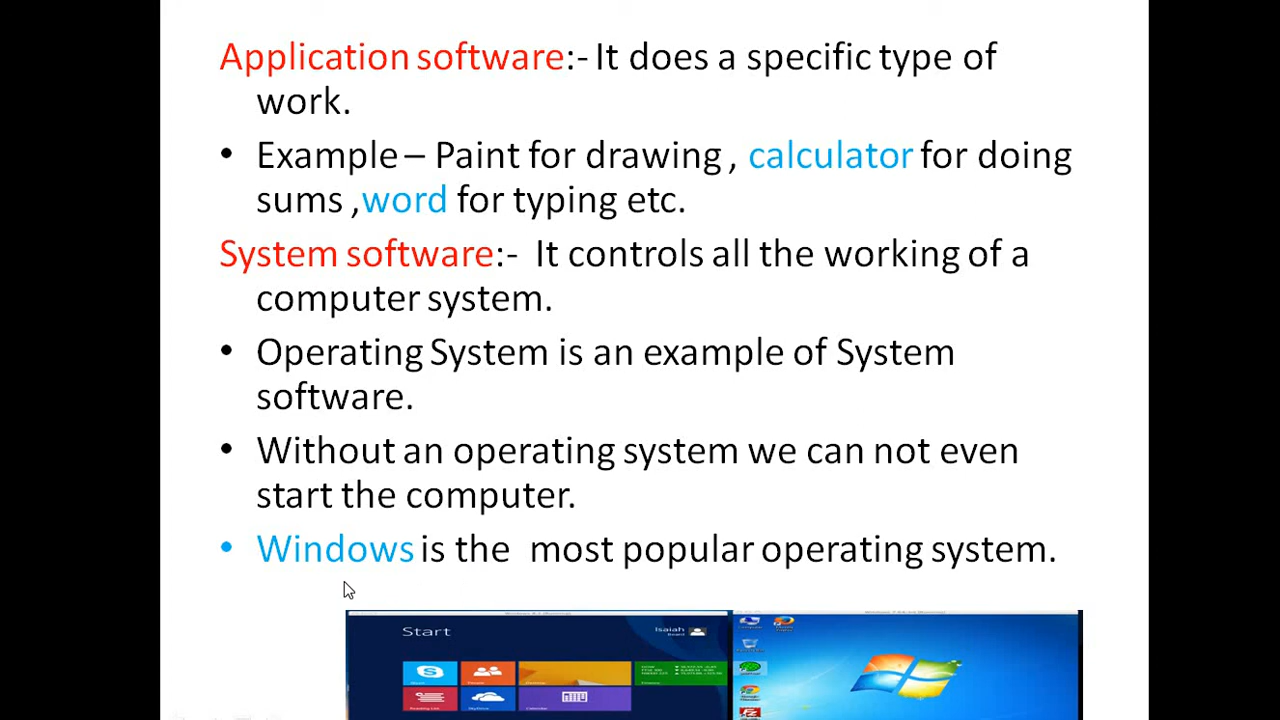 Application software:- It does a specific type of
work.
• Example – Paint for drawing , calculator for doing
sums ,word for typing etc.
System software:-  It controls all the working of a
computer system.
• Operating System is an example of System
software.
• Without an operating system we can not even
start the computer.
• Windows is the  most popular operating system.
Start
Isaiah